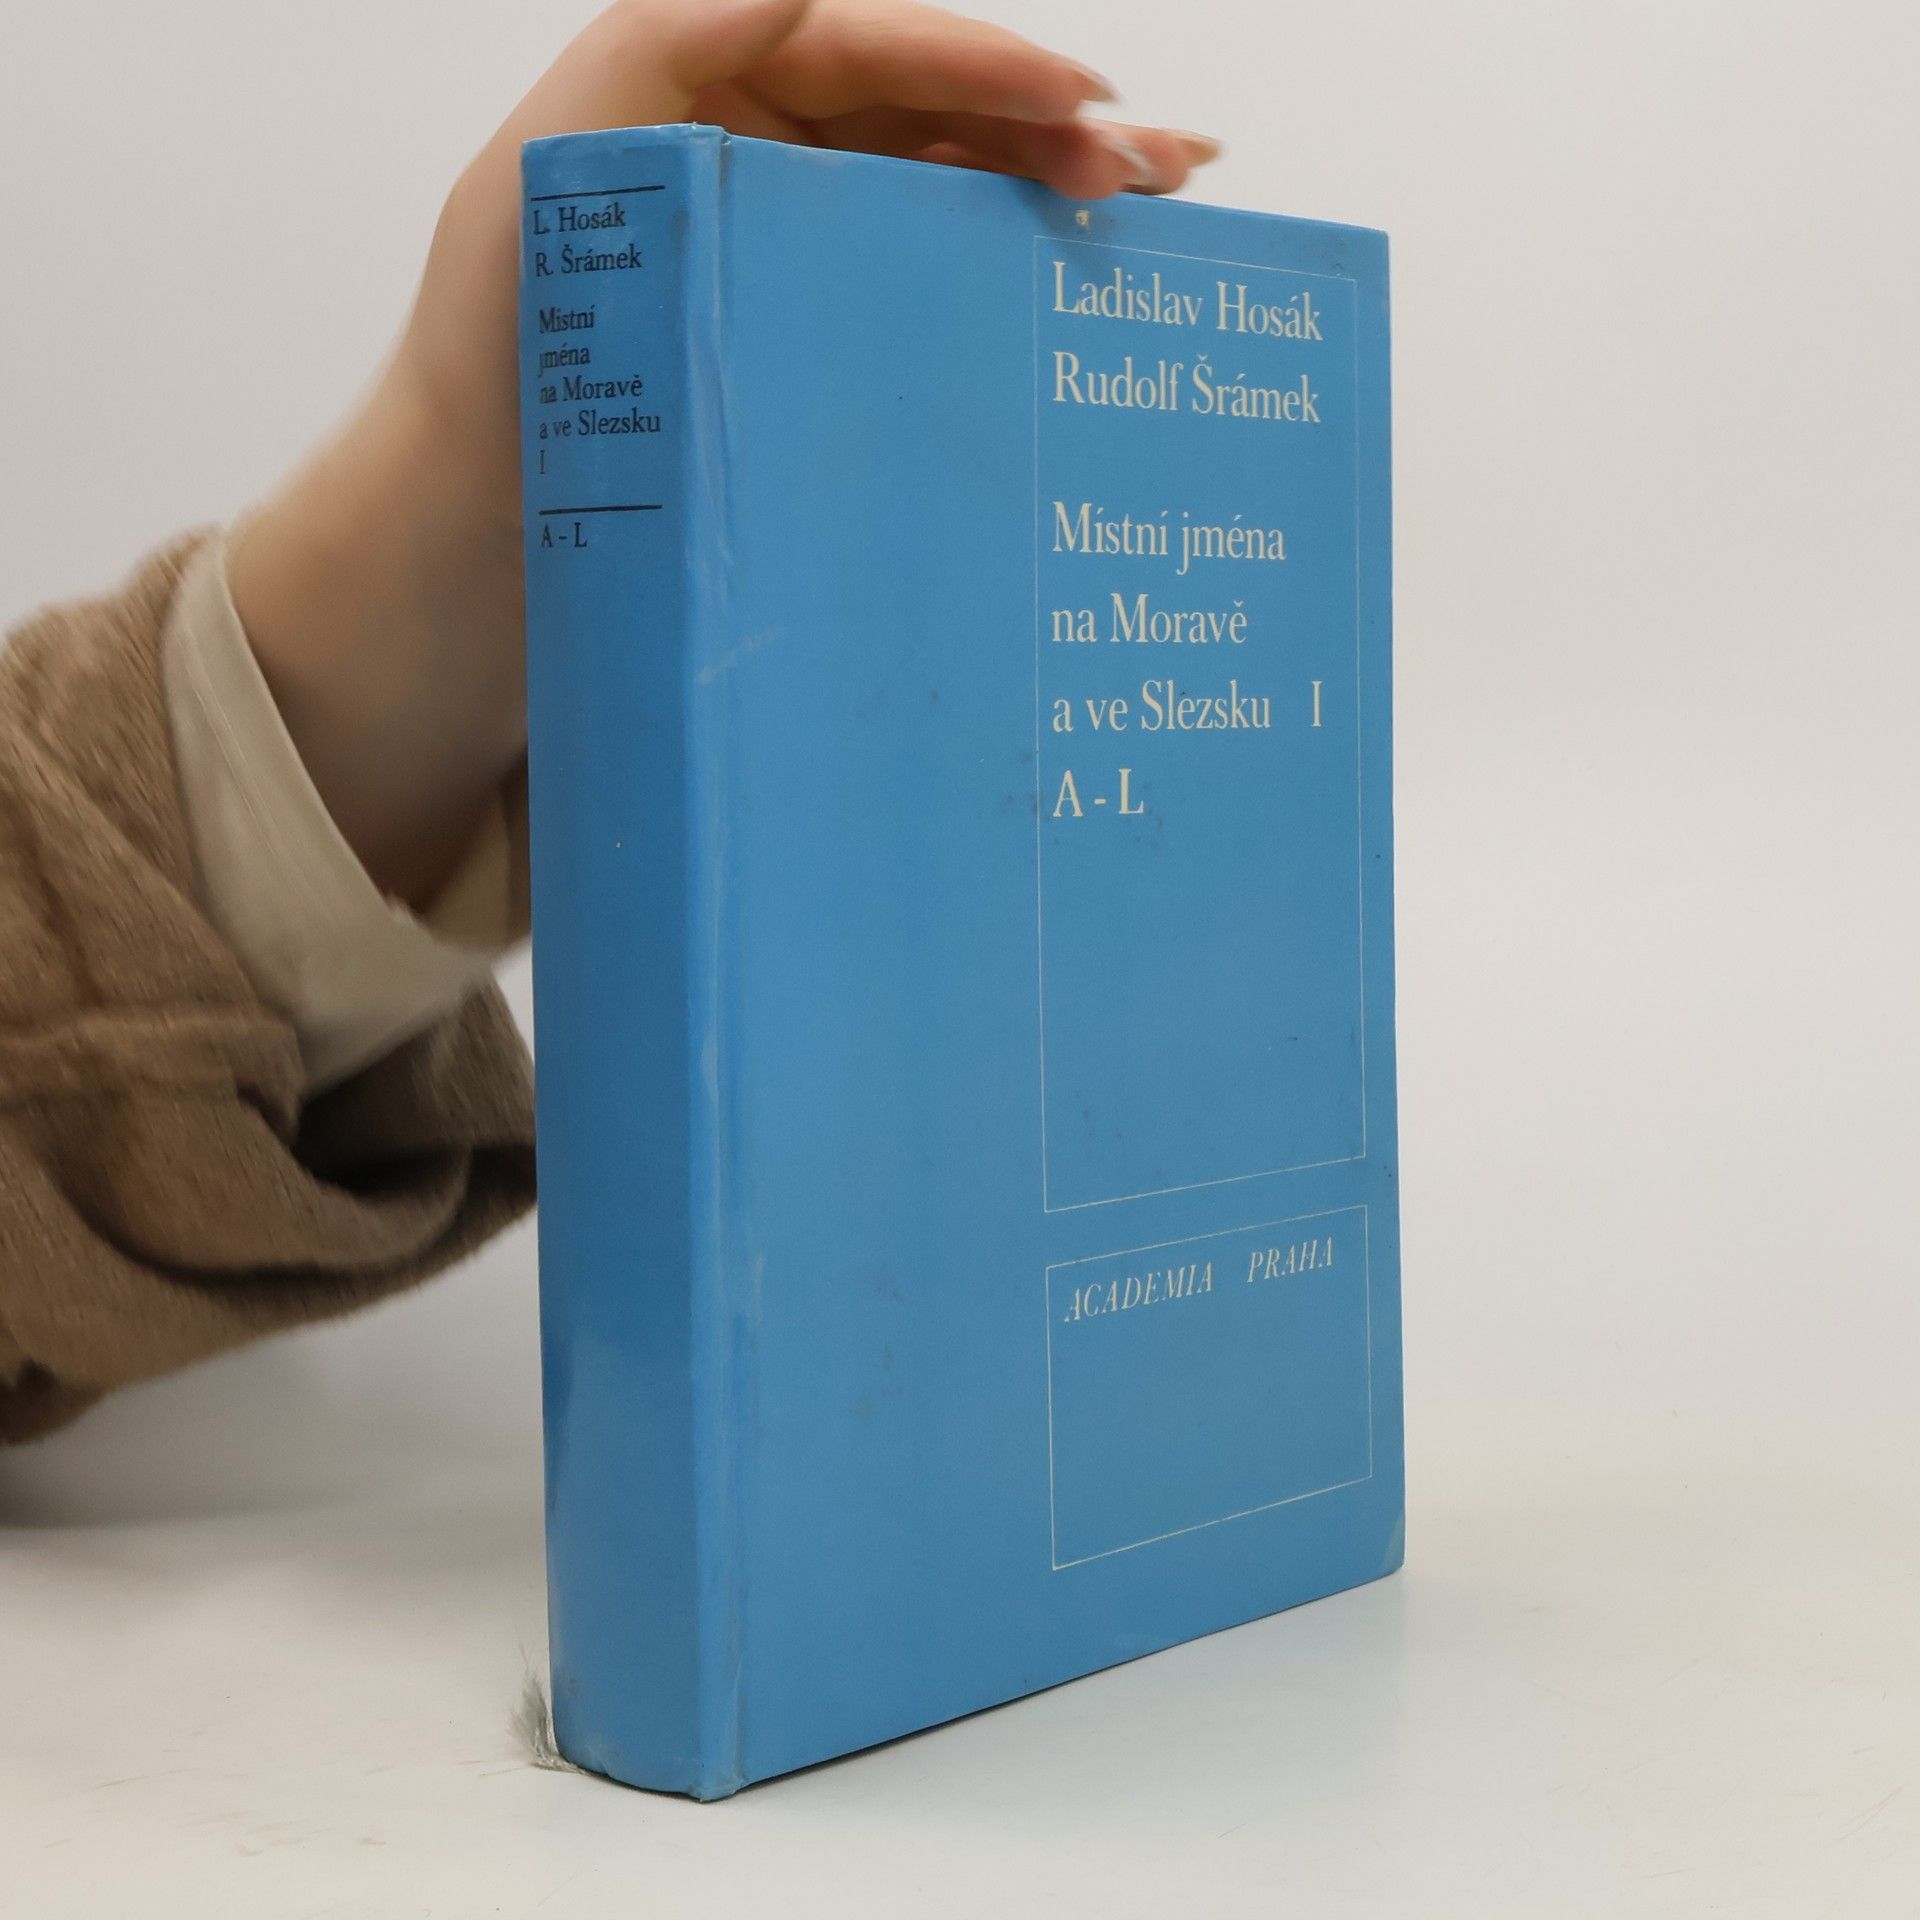 L. Hosák
R. Šrámek
Místní
jména
na Moravě
a ve Slezsku
I
A - L
Ladislav Hosák
Rudolf Šrámek
Místní jména
na Moravě
a ve Slezsku I
A - L
ACADEMIA PRAHA